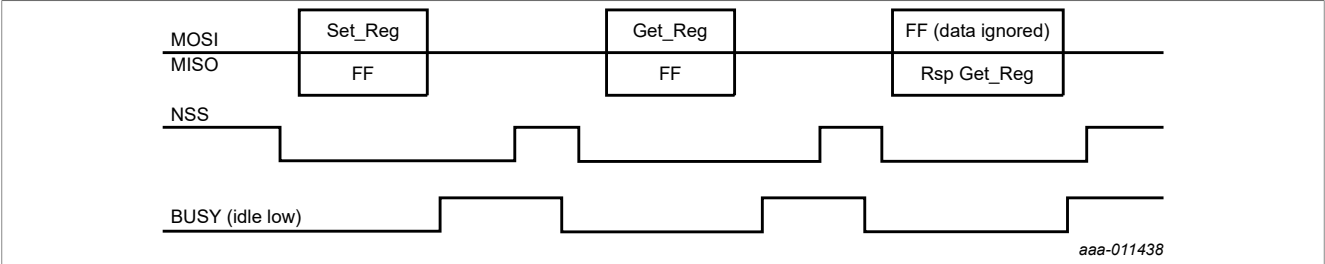 MOSI
Set_Reg
Get_Reg
FF (data ignored)
MISO
FF
FF
Rsp Get_Reg
NSS
BUSY (idle low)
aaa-011438